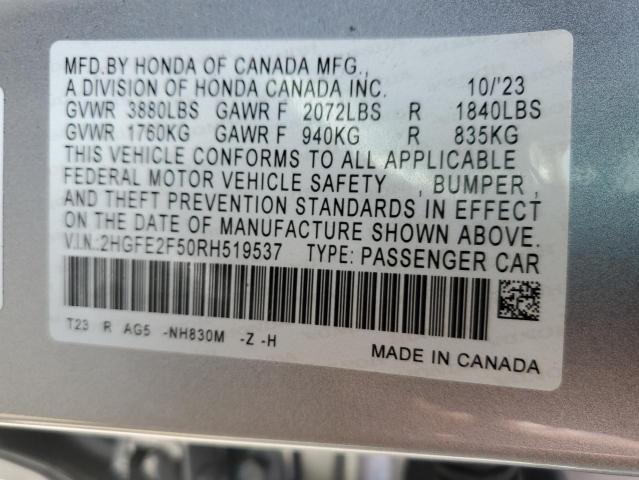 MFD.BY HONDA OF CANADA MFG.,
A DIVISION OF HONDA CANADA INC. 10/'23
GVWR 3880LBS GAWR F 2072LBS R 1840LBS
GVWR 1760KG GAWR F 940KG R 835KG
THIS VEHICLE CONFORMS TO ALL APPLICABLE
FEDERAL MOTOR VEHICLE SAFETY , BUMPER ,
AND THEFT PREVENTION STANDARDS IN EFFECT
ON THE DATE OF MANUFACTURE SHOWN ABOVE.
V.I.N.:2HGFE2F50RH519537 TYPE: PASSENGER CAR
T23 R AG5 -NH830M -Z -H
MADE IN CANADA